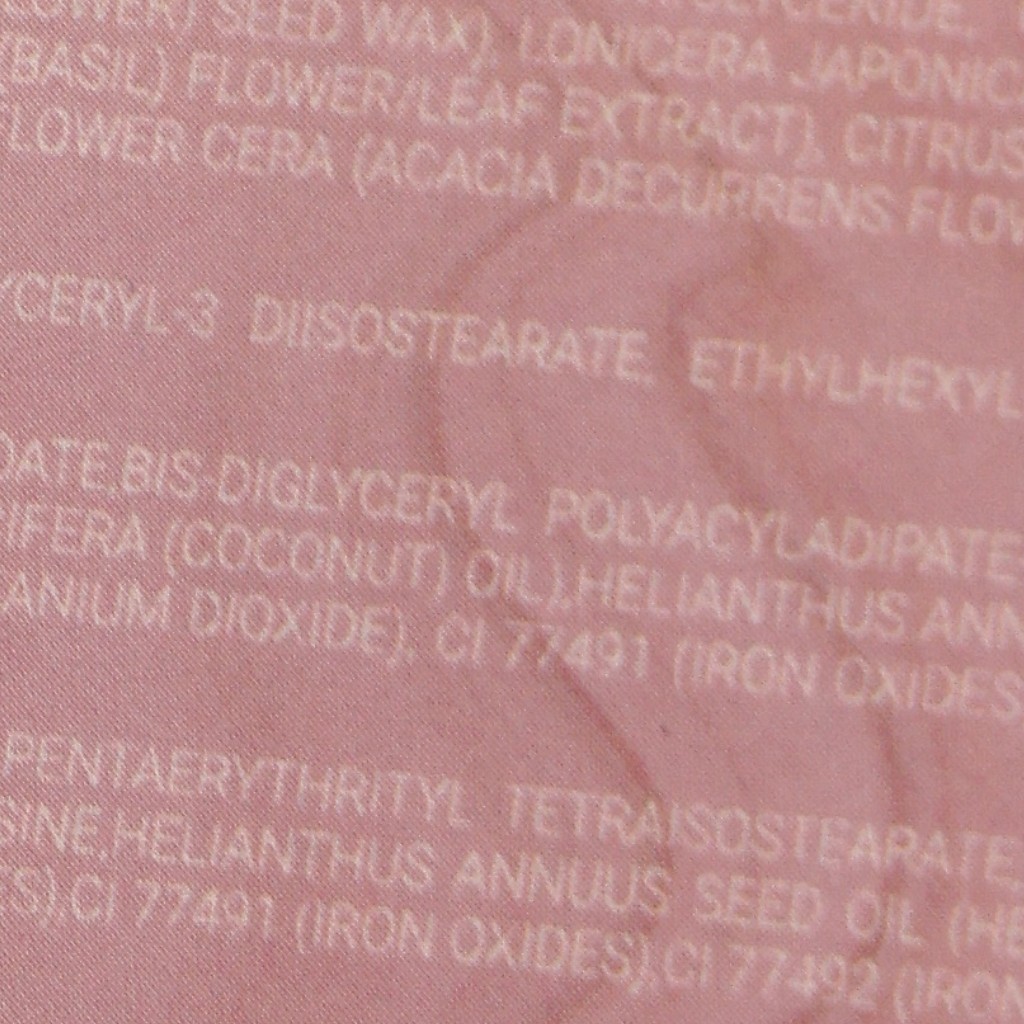 SEED WAX), LONICERA JAPONIC
(BASIL) FLOWER/LEAF EXTRACT), CITRUS
LOWER CERA (ACACIA DECURRENS FLOW
YCERYL-3 DIISOSTEARATE, ETHYLHEXYL
DATE,BIS-DIGLYCERYL POLYACYLADIPATE-
IFERA (COCONUT) OIL),HELIANTHUS ANN
ANIUM DIOXIDE), CI 77491 (IRON OXIDES
PENTAERYTHRITYL TETRAISOSTEARATE,
SINE,HELIANTHUS ANNUUS SEED OIL (HE
S),CI 77491 (IRON OXIDES),CI 77492 (IRON